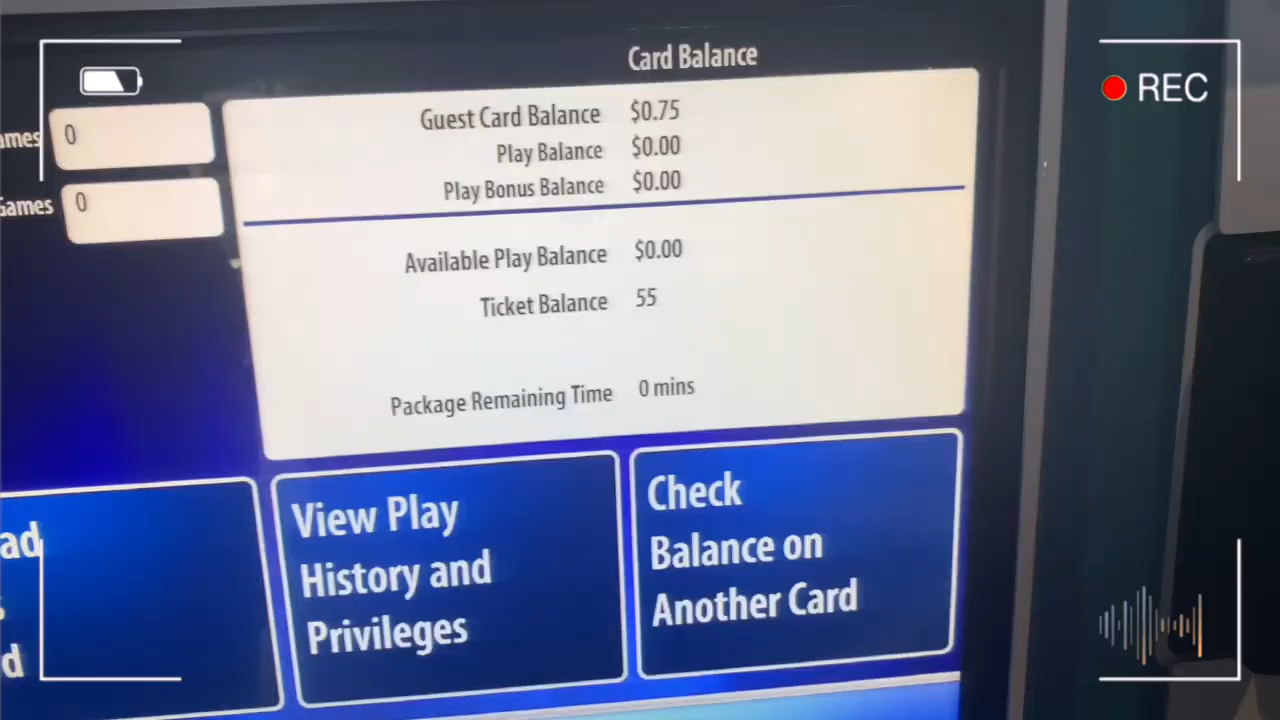 Card Balance
REC
Guest Card Balance $0.75
Play Balance $0.00
Play Bonus Balance $0.00
0
0
Games
Available Play Balance $0.00
Ticket Balance 55
Package Remaining Time 0 mins
View Play
History and
Privileges
Check
Balance on
Another Card